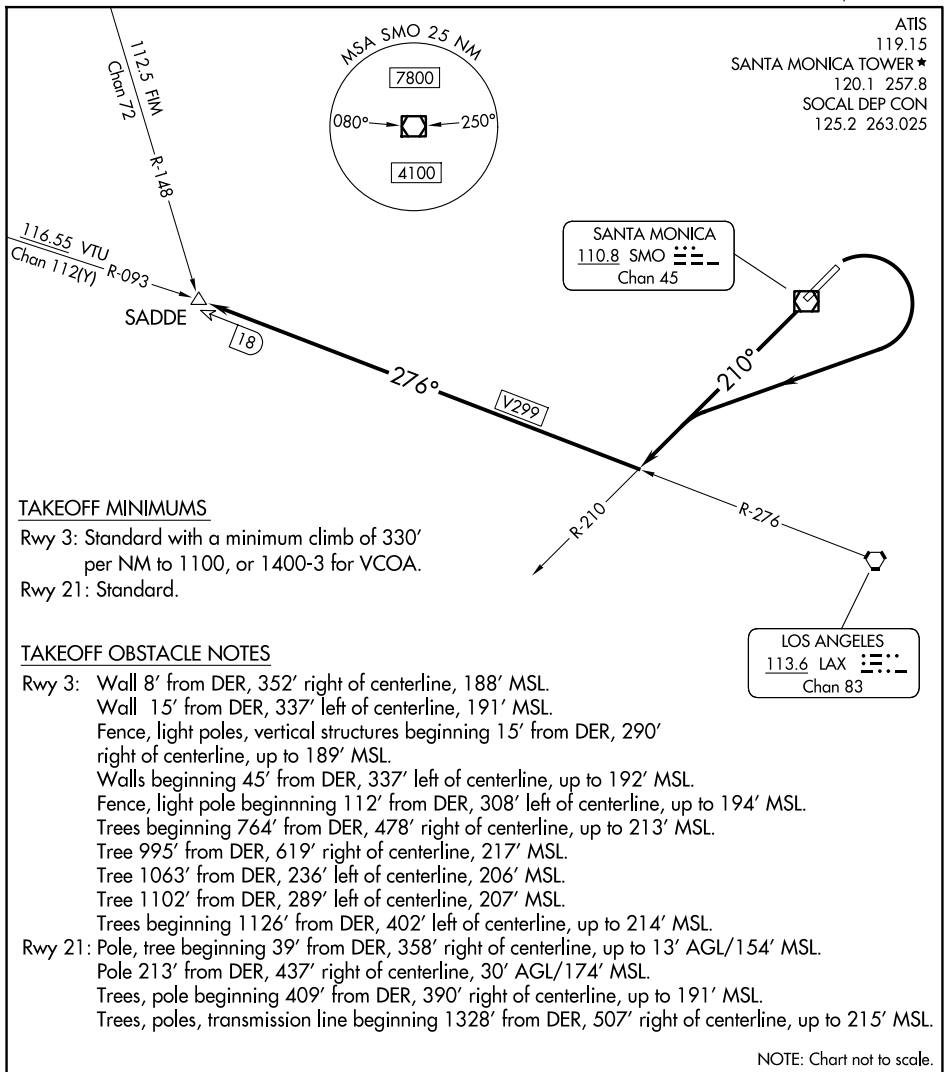 ATIS
119.15
SANTA MONICA TOWER ★
120.1 257.8
SOCAL DEP CON
125.2 263.025
MSA SMO 25 NM
7800
080° 250°
4100
112.5 FIM
Chan 72
R-148
116.55 VTU
Chan 112(Y)
R-093
SADDE
18
276°
V299
SANTA MONICA
110.8 SMO
Chan 45
210°
R-210
R-276
LOS ANGELES
113.6 LAX
Chan 83
TAKEOFF MINIMUMS
Rwy 3: Standard with a minimum climb of 330'
per NM to 1100, or 1400-3 for VCOA.
Rwy 21: Standard.
TAKEOFF OBSTACLE NOTES
Rwy 3: Wall 8' from DER, 352' right of centerline, 188' MSL.
Wall 15' from DER, 337' left of centerline, 191' MSL.
Fence, light poles, vertical structures beginning 15' from DER, 290'
right of centerline, up to 189' MSL.
Walls beginning 45' from DER, 337' left of centerline, up to 192' MSL.
Fence, light pole beginnning 112' from DER, 308' left of centerline, up to 194' MSL.
Trees beginning 764' from DER, 478' right of centerline, up to 213' MSL.
Tree 995' from DER, 619' right of centerline, 217' MSL.
Tree 1063' from DER, 236' left of centerline, 206' MSL.
Tree 1102' from DER, 289' left of centerline, 207' MSL.
Trees beginning 1126' from DER, 402' left of centerline, up to 214' MSL.
Rwy 21: Pole, tree beginning 39' from DER, 358' right of centerline, up to 13' AGL/154' MSL.
Pole 213' from DER, 437' right of centerline, 30' AGL/174' MSL.
Trees, pole beginning 409' from DER, 390' right of centerline, up to 191' MSL.
Trees, poles, transmission line beginning 1328' from DER, 507' right of centerline, up to 215' MSL.
NOTE: Chart not to scale.